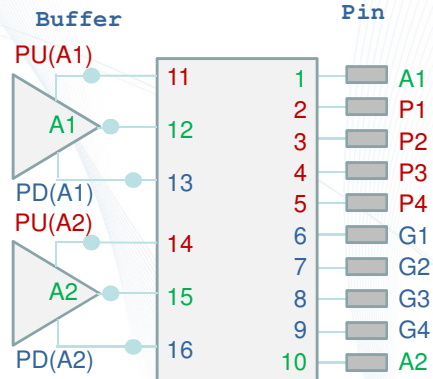 Buffer Pin
PU(A1)
11 1 A1
2 P1
A1 12 3 P2
4 P3
PD(A1) 13
PU(A2) 5 P4
14 6 G1
7 G2
A2 15 8 G3
9 G4
PD(A2) 16 10 A2